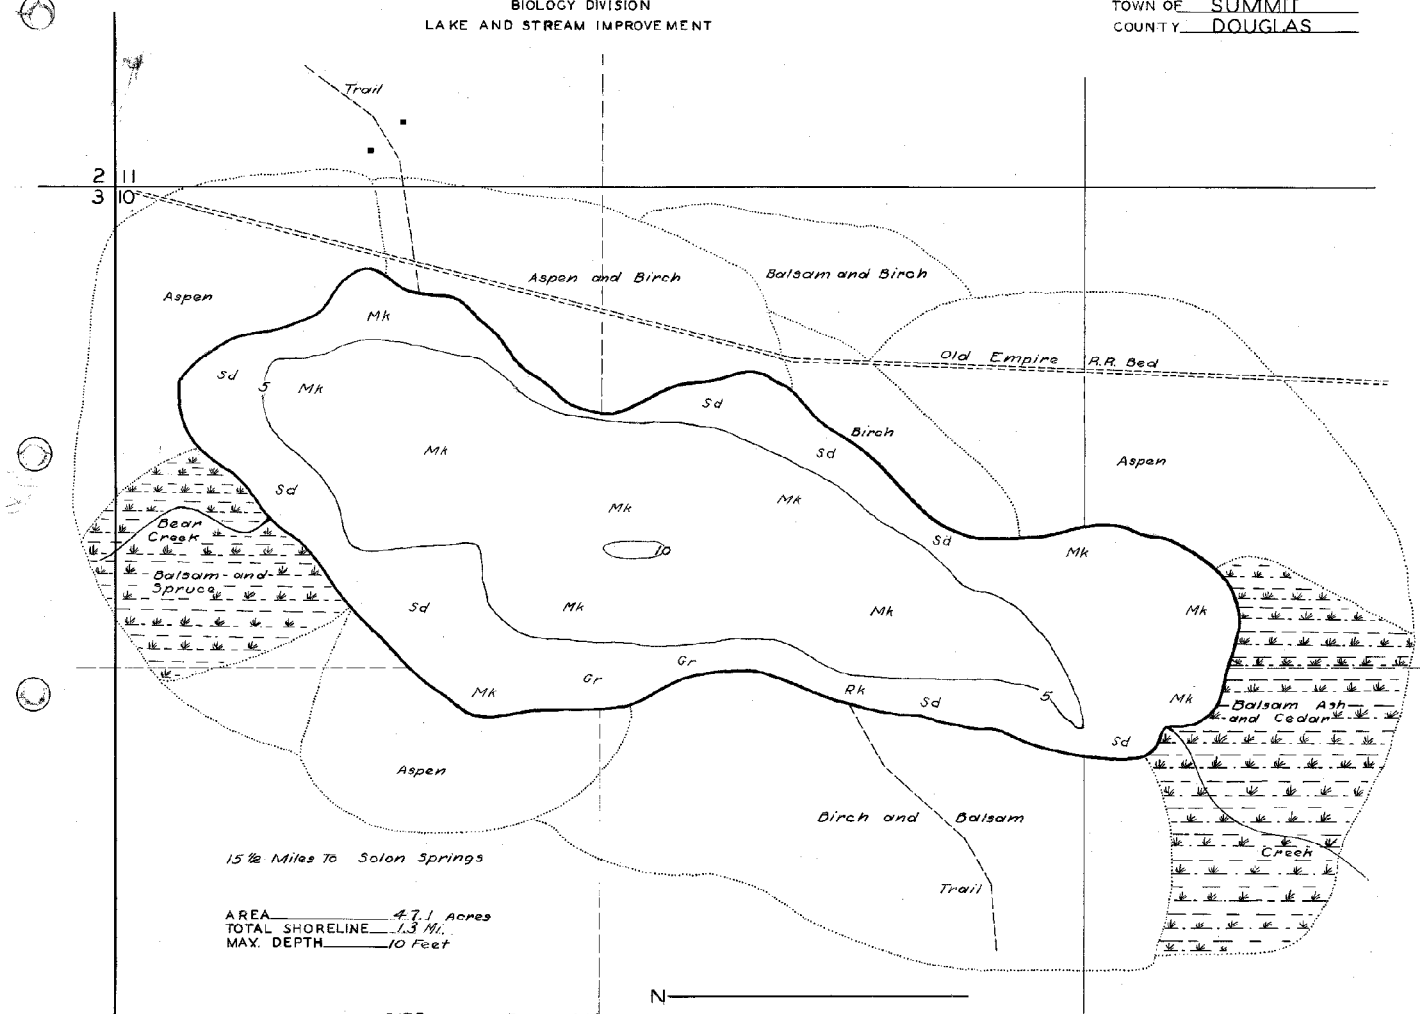 BIOLOGY DIVISION
LAKE AND STREAM IMPROVEMENT
TOWN OF SUMMIT
COUNTY DOUGLAS
Trail
2 11
3 10
Aspen and Birch
Balsam and Birch
Aspen
Mk
Old Empire R.R. Bed
Sd
5
Mk
Sd
Birch
Mk
Sd
Aspen
Sd
Mk
Mk
Bear
Creek
Sd
10
Mk
Balsam-and-
Spruce
Sd
Mk
Mk
Mk
Gr
Gr
Mk
Rk
Sd
5
Mk
Balsam Ash
and Cedar
Sd
Aspen
Birch and Balsam
Creek
15 1/2 Miles To Solon Springs
Trail
AREA 47.1 Acres
TOTAL SHORELINE 1.3 Mi.
MAX. DEPTH 10 Feet
N